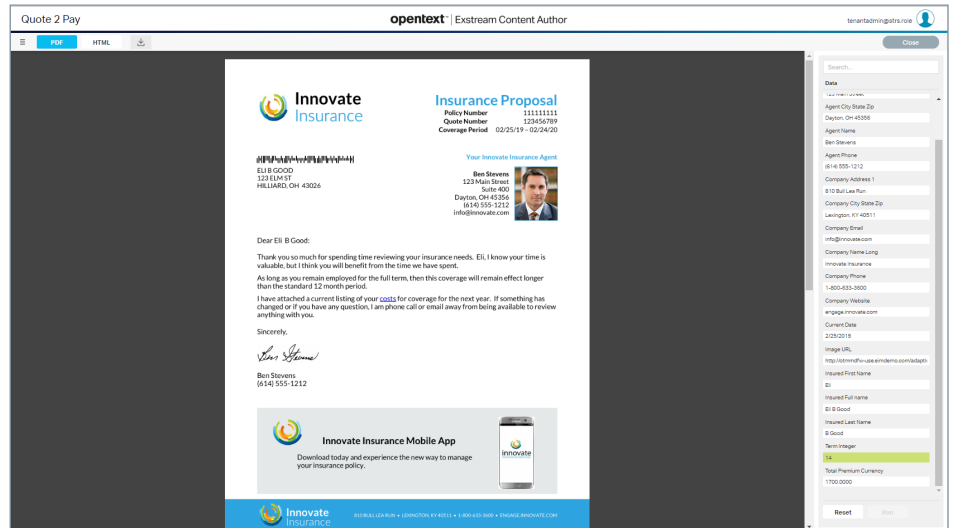 Quote 2 Pay
opentext™ | Exstream Content Author
tenantadmin@strs.role
PDF
HTML
Close
Innovate
Insurance
Insurance Proposal
Policy Number 111111111
Quote Number 123456789
Coverage Period 02/25/19 – 02/24/20
ELI B GOOD
123 ELM ST
HILLIARD, OH 43026
Your Innovate Insurance Agent
Ben Stevens
123 Main Street
Suite 400
Dayton, OH 45356
(614) 555-1212
info@innovate.com
Dear Eli B Good:
Thank you so much for spending time reviewing your insurance needs. Eli, I know your time is
valuable, but I think you will benefit from the time we have spent.
As long as you remain employed for the full term, then this coverage will remain effect longer
than the standard 12 month period.
I have attached a current listing of your costs for coverage for the next year. If something has
changed or if you have any question, I am phone call or email away from being available to review
anything with you.
Sincerely,
Ben Stevens
Ben Stevens
(614) 555-1212
Innovate Insurance Mobile App
Download today and experience the new way to manage
your insurance policy.
innovate
Innovate
Insurance
810 BULL LEA RUN • LEXINGTON, KY 40511 • 1-800-633-3600 • ENGAGE.INNOVATE.COM
Search...
Data
123 Main Street
Agent City State Zip
Dayton, OH 45356
Agent Name
Ben Stevens
Agent Phone
(614) 555-1212
Company Address 1
810 Bull Lea Run
Company City State Zip
Lexington, KY 40511
Company Email
info@innovate.com
Company Name Long
Innovate Insurance
Company Phone
1-800-633-3600
Company Website
engage.innovate.com
Current Date
2/25/2019
Image URL
http://otmmdfw-use.eimdemo.com/adapti
Insured First Name
Eli
Insured Full name
Eli B Good
Insured Last Name
B Good
Term Integer
14
Total Premium Currency
1700.0000
Reset